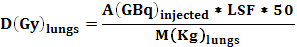 D(Gy)lungs = A(GBq)injected * LSF * 50 / M(Kg)lungs